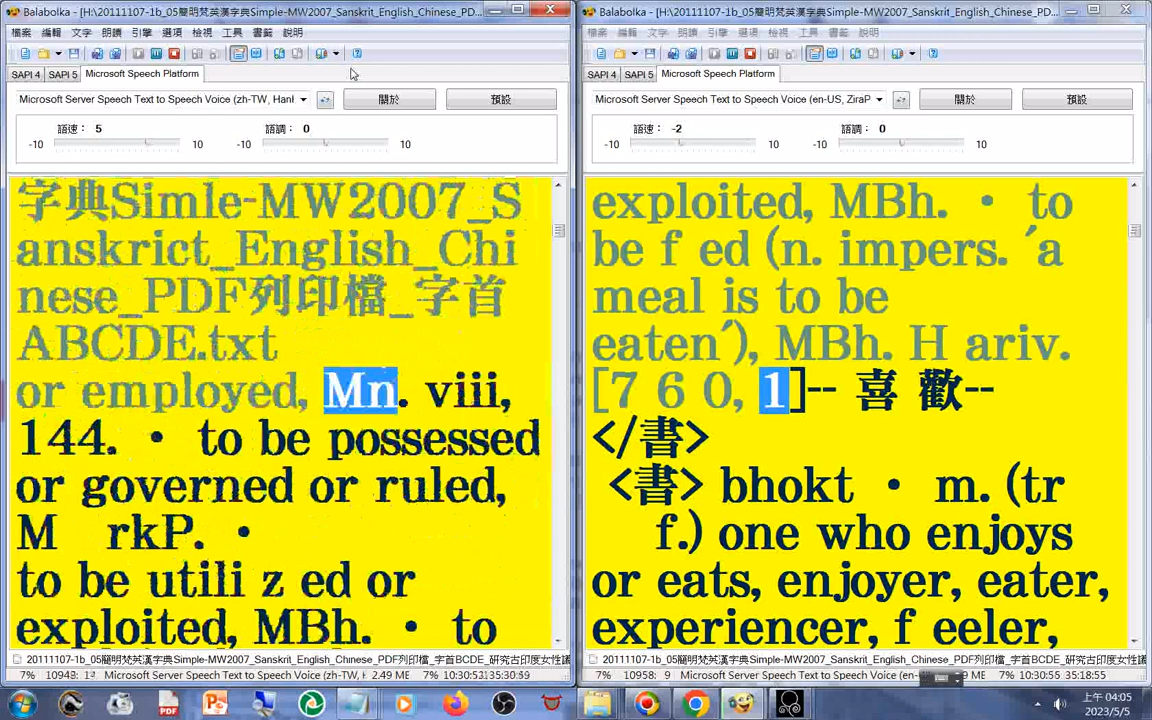 Balabolka - [H:\20111107-1b_05簡明梵英漢字典Simple-MW2007_Sanskrit_English_Chinese_PD...
檔案 編輯 文字 朗讀 引擎 選項 檢視 工具 書籤 說明
SAPI 4 SAPI 5 Microsoft Speech Platform
Microsoft Server Speech Text to Speech Voice (zh-TW, HanH
關於
預設
語速： 5
語調： 0
-10 10 -10 10
字典Simle-MW2007_S
anskrict_English_Chi
nese_PDF列印檔_字首
ABCDE.txt
or employed, Mn. viii,
144. • to be possessed
or governed or ruled,
M rkP. •
to be utili z ed or
exploited, MBh. • to
20111107-1b_05簡明梵英漢字典Simple-MW2007_Sanskrit_English_Chinese_PDF列印檔_字首BCDE_研究古印度女性議
7% Microsoft Server Speech Text to Speech Voice (zh-TW, H 2.49 MB 7%
Balabolka - [H:\20111107-1b_05簡明梵英漢字典Simple-MW2007_Sanskrit_English_Chinese_PD...
檔案 編輯 文字 朗讀 引擎 選項 檢視 工具 書籤 說明
SAPI 4 SAPI 5 Microsoft Speech Platform
Microsoft Server Speech Text to Speech Voice (en-US, ZiraP
關於
預設
語速： -2
語調： 0
-10 10 -10 10
exploited, MBh. • to
be f ed (n. impers. 'a
meal is to be
eaten'), MBh. H ariv.
[7 6 0, 1]-- 喜 歡--
</書>
<書> bhokt • m. (tr
f.) one who enjoys
or eats, enjoyer, eater,
experiencer, f eeler,
20111107-1b_05簡明梵英漢字典Simple-MW2007_Sanskrit_English_Chinese_PDF列印檔_字首BCDE_研究古印度女性議
7% 10958: 9 Microsoft Server Speech Text to Speech Voice (en-U 7% 10:30:55 35:18:55
上午 04:05
2023/5/5